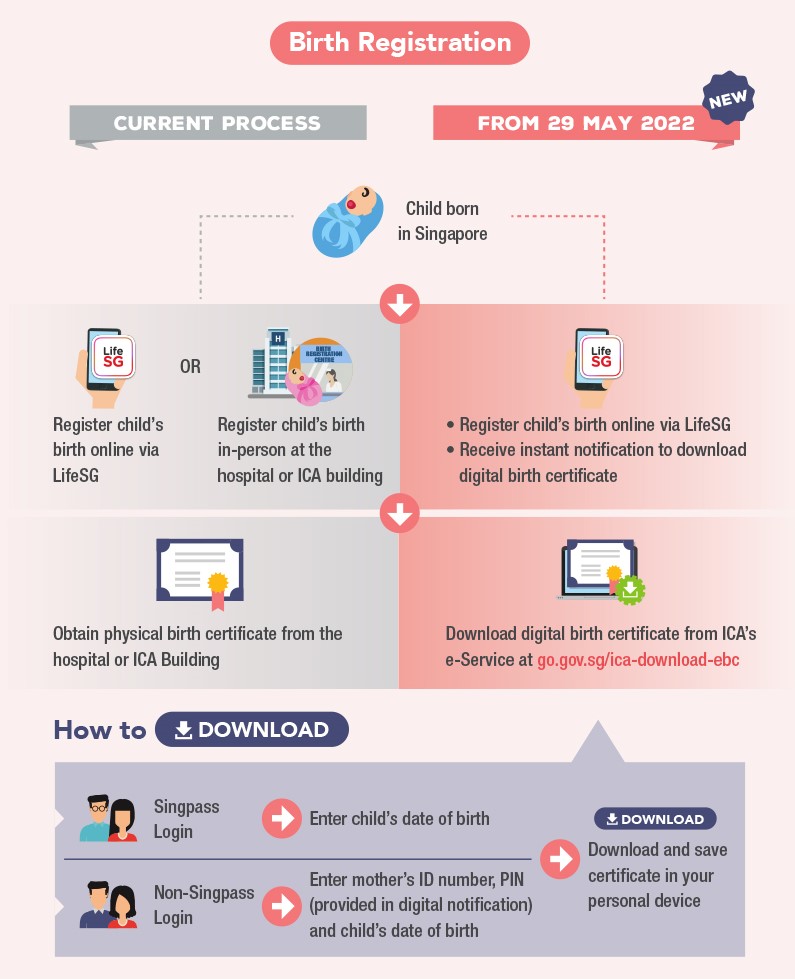 Birth Registration
CURRENT PROCESS
FROM 29 MAY 2022
NEW
Child born
in Singapore
Life
SG
OR
H
BIRTH
REGISTRATION
CENTRE
Life
SG
Register child's
birth online via
LifeSG
Register child's birth
in-person at the
hospital or ICA building
• Register child's birth online via LifeSG
• Receive instant notification to download
digital birth certificate
Obtain physical birth certificate from the
hospital or ICA Building
Download digital birth certificate from ICA's
e-Service at go.gov.sg/ica-download-ebc
How to DOWNLOAD
Singpass
Login
Enter child's date of birth
Non-Singpass
Login
Enter mother's ID number, PIN
(provided in digital notification)
and child's date of birth
DOWNLOAD
Download and save
certificate in your
personal device